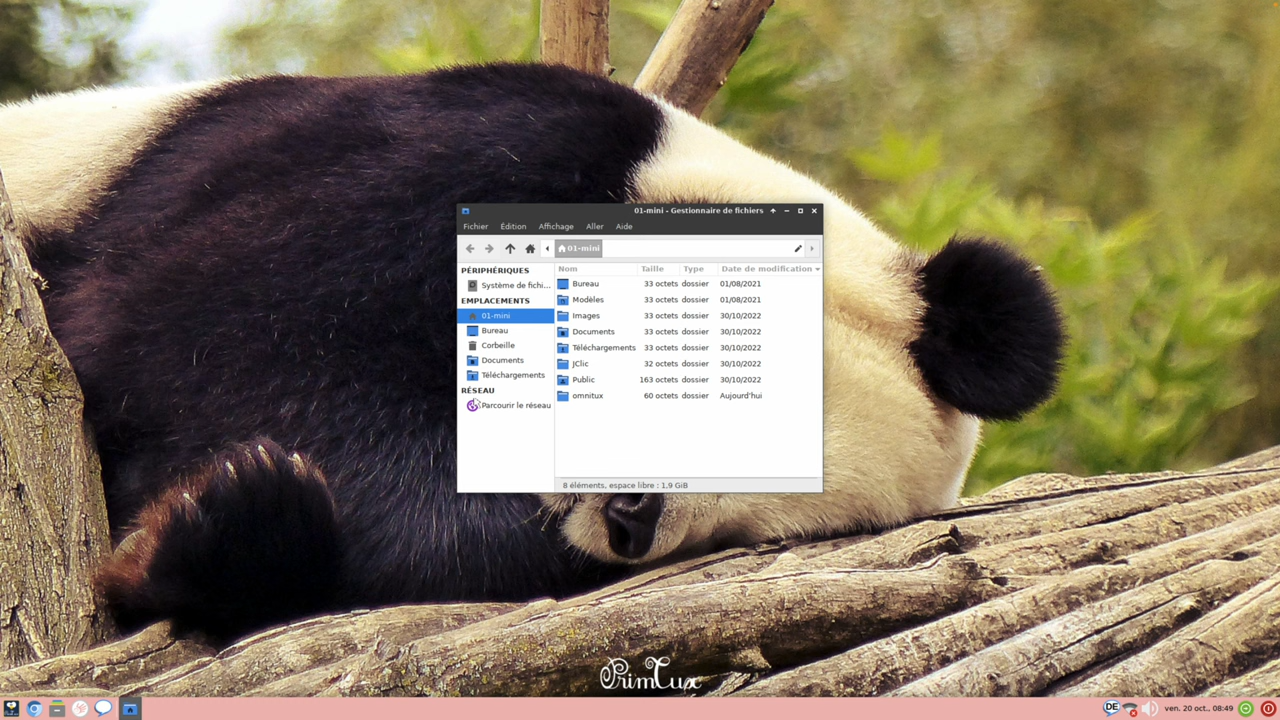 01-mini - Gestionnaire de fichiers
Fichier Édition Affichage Aller Aide
01-mini
PÉRIPHÉRIQUES
Système de fichi...
EMPLACEMENTS
01-mini
Bureau
Corbeille
Documents
Téléchargements
RÉSEAU
Parcourir le réseau
Nom Taille Type Date de modification
Bureau 33 octets dossier 01/08/2021
Modèles 33 octets dossier 01/08/2021
Images 33 octets dossier 30/10/2022
Documents 33 octets dossier 30/10/2022
Téléchargements 33 octets dossier 30/10/2022
JClic 32 octets dossier 30/10/2022
Public 163 octets dossier 30/10/2022
omnitux 60 octets dossier Aujourd'hui
8 éléments, espace libre : 1,9 GiB
PrimTux
DE ven. 20 oct., 08:49